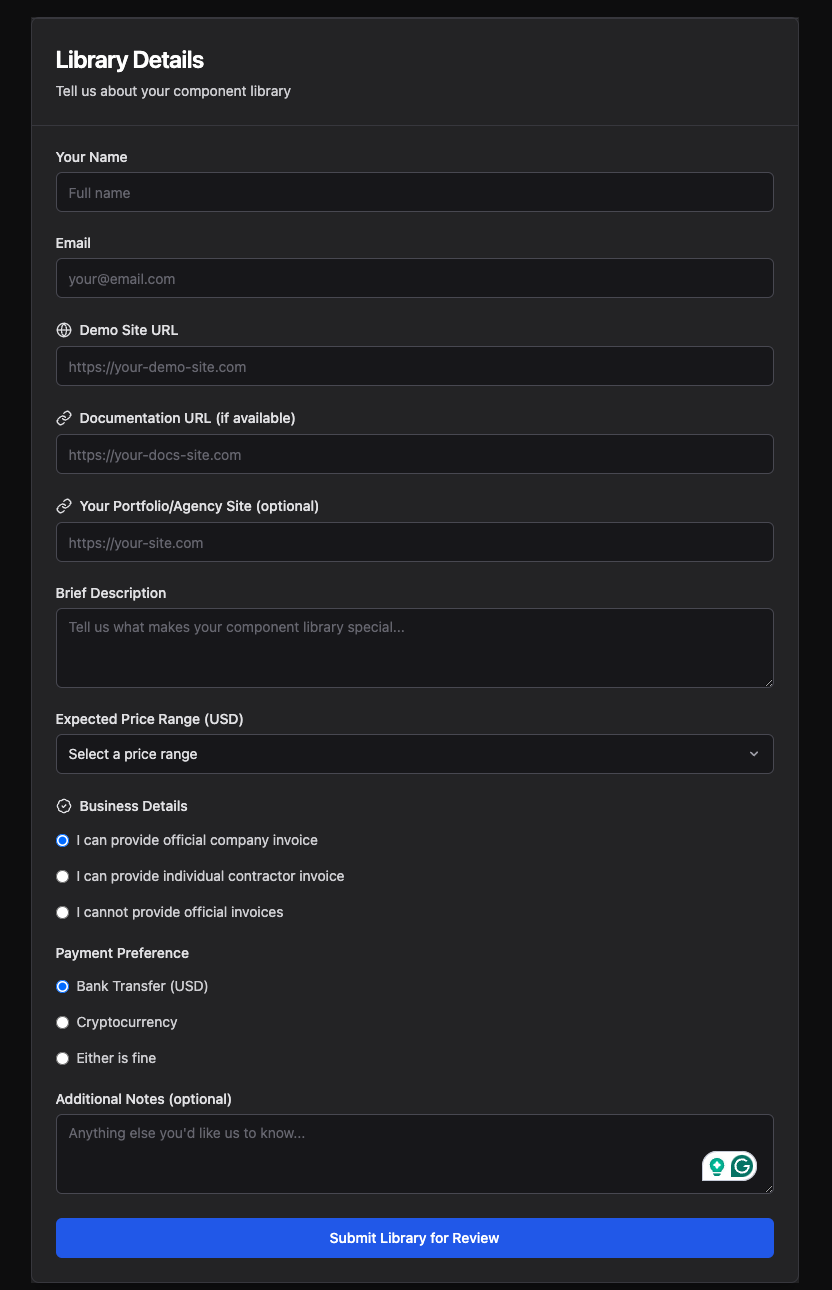 Library Details
Tell us about your component library
Your Name
Full name
Email
your@email.com
Demo Site URL
https://your-demo-site.com
Documentation URL (if available)
https://your-docs-site.com
Your Portfolio/Agency Site (optional)
https://your-site.com
Brief Description
Tell us what makes your component library special...
Expected Price Range (USD)
Select a price range
Business Details
I can provide official company invoice
I can provide individual contractor invoice
I cannot provide official invoices
Payment Preference
Bank Transfer (USD)
Cryptocurrency
Either is fine
Additional Notes (optional)
Anything else you'd like us to know...
Submit Library for Review